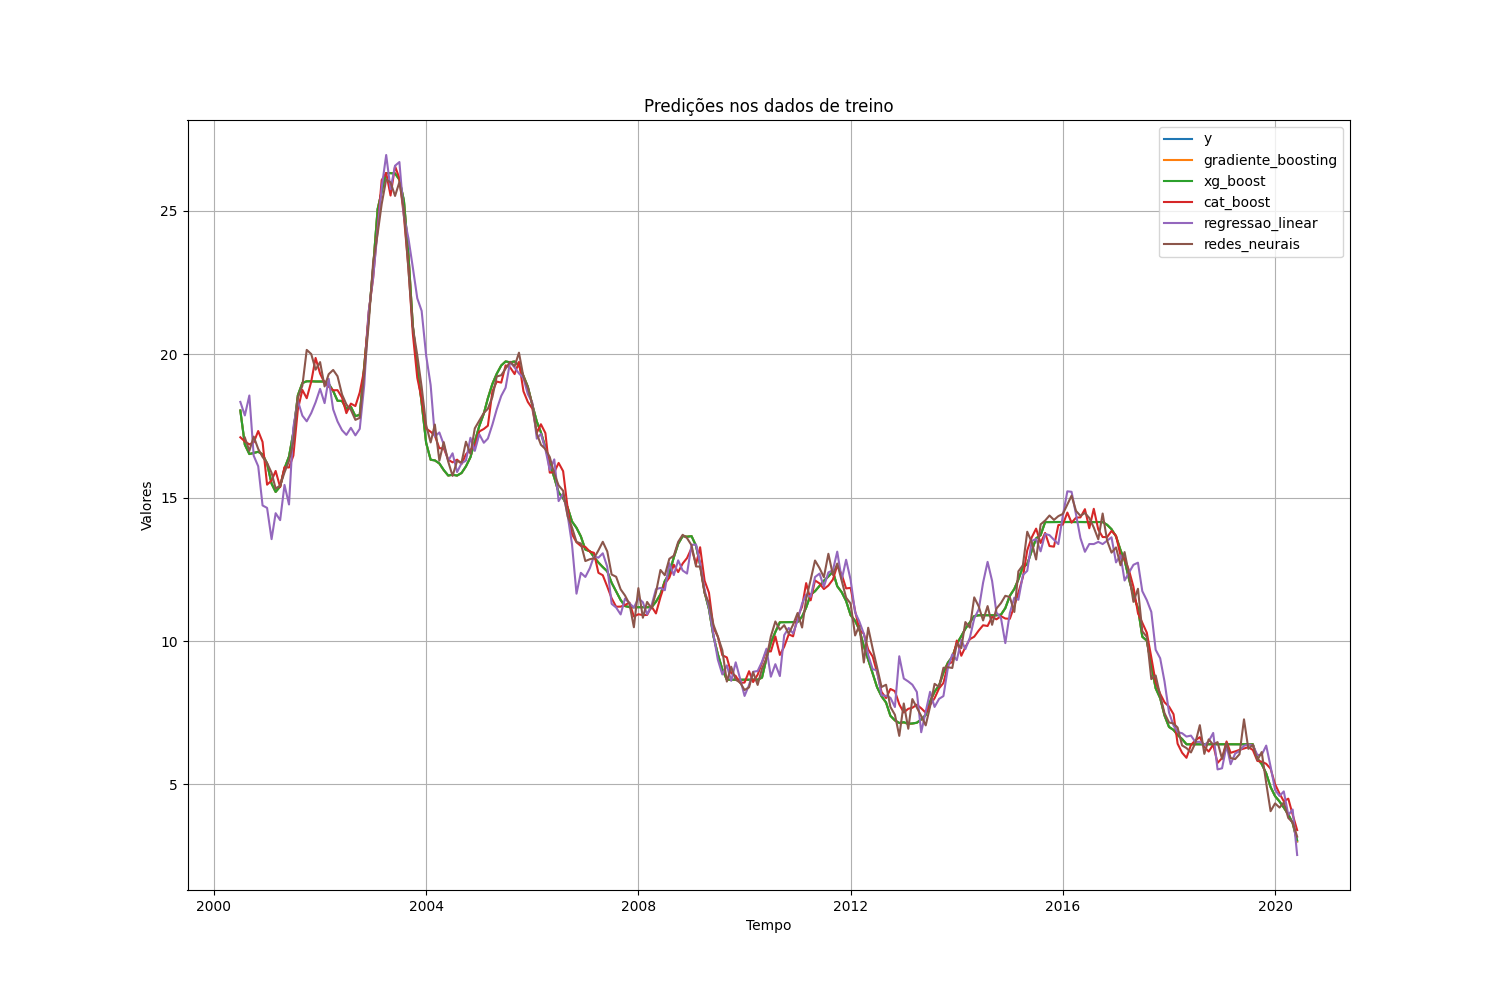 Predições nos dados de treino
y
gradiente_boosting
xg_boost
cat_boost
regressao_linear
redes_neurais
Valores
25
20
15
10
5
2000 2004 2008 2012 2016 2020
Tempo